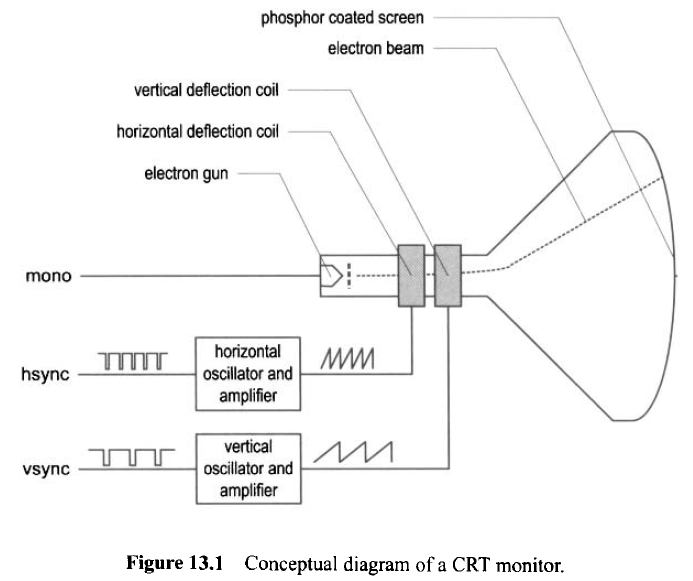 phosphor coated screen
electron beam
vertical deflection coil
horizontal deflection coil
electron gun
mono
hsync
horizontal
oscillator and
amplifier
vsync
vertical
oscillator and
amplifier
Figure 13.1 Conceptual diagram of a CRT monitor.